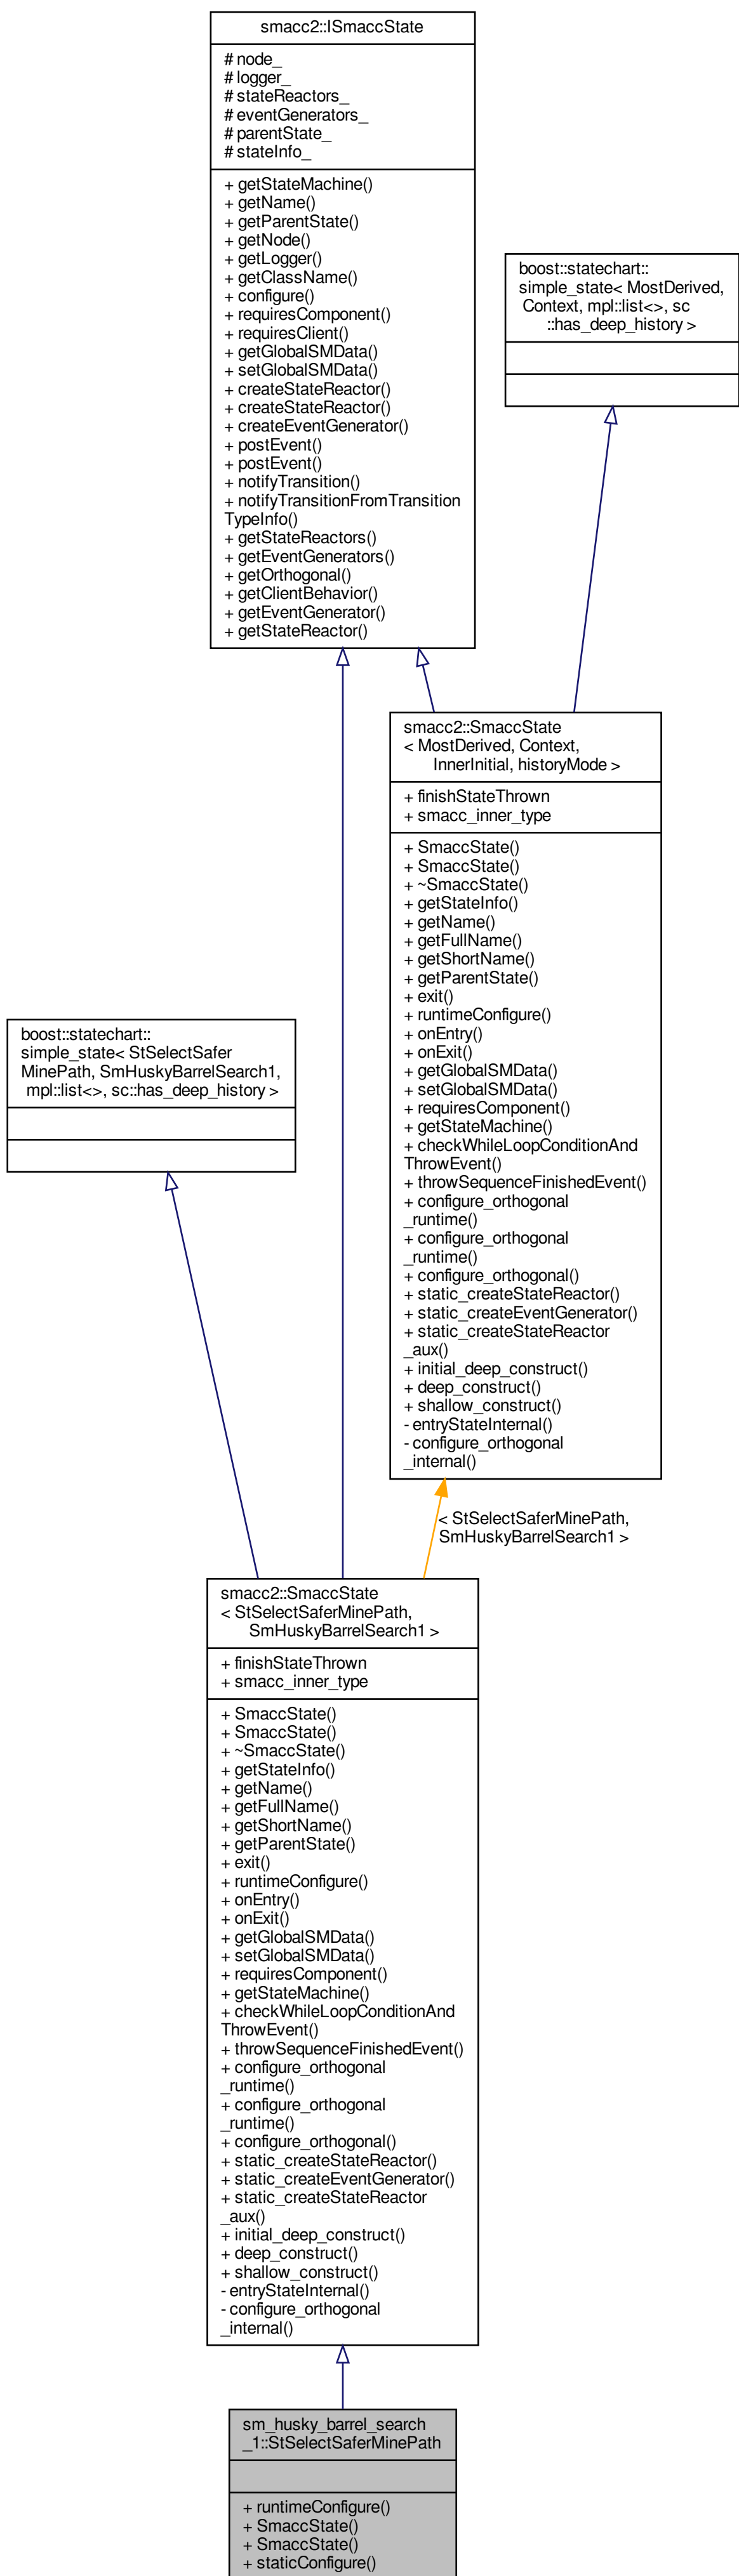 smacc2::ISmaccState
# node_
# logger_
# stateReactors_
# eventGenerators_
# parentState_
# stateInfo_
+ getStateMachine()
+ getName()
+ getParentState()
+ getNode()
+ getLogger()
+ getClassName()
+ configure()
+ requiresComponent()
+ requiresClient()
+ getGlobalSMData()
+ setGlobalSMData()
+ createStateReactor()
+ createStateReactor()
+ createEventGenerator()
+ postEvent()
+ postEvent()
+ notifyTransition()
+ notifyTransitionFromTransition
TypeInfo()
+ getStateReactors()
+ getEventGenerators()
+ getOrthogonal()
+ getClientBehavior()
+ getEventGenerator()
+ getStateReactor()
boost::statechart::
simple_state< MostDerived,
Context, mpl::list<>, sc
::has_deep_history >
smacc2::SmaccState
< MostDerived, Context,
InnerInitial, historyMode >
+ finishStateThrown
+ smacc_inner_type
+ SmaccState()
+ SmaccState()
+ ~SmaccState()
+ getStateInfo()
+ getName()
+ getFullName()
+ getShortName()
+ getParentState()
+ exit()
+ runtimeConfigure()
+ onEntry()
+ onExit()
+ getGlobalSMData()
+ setGlobalSMData()
+ requiresComponent()
+ getStateMachine()
+ checkWhileLoopConditionAnd
ThrowEvent()
+ throwSequenceFinishedEvent()
+ configure_orthogonal
_runtime()
+ configure_orthogonal
_runtime()
+ configure_orthogonal()
+ static_createStateReactor()
+ static_createEventGenerator()
+ static_createStateReactor
_aux()
+ initial_deep_construct()
+ deep_construct()
+ shallow_construct()
- entryStateInternal()
- configure_orthogonal
_internal()
boost::statechart::
simple_state< StSelectSafer
MinePath, SmHuskyBarrelSearch1,
mpl::list<>, sc::has_deep_history >
< StSelectSaferMinePath,
SmHuskyBarrelSearch1 >
smacc2::SmaccState
< StSelectSaferMinePath,
SmHuskyBarrelSearch1 >
+ finishStateThrown
+ smacc_inner_type
+ SmaccState()
+ SmaccState()
+ ~SmaccState()
+ getStateInfo()
+ getName()
+ getFullName()
+ getShortName()
+ getParentState()
+ exit()
+ runtimeConfigure()
+ onEntry()
+ onExit()
+ getGlobalSMData()
+ setGlobalSMData()
+ requiresComponent()
+ getStateMachine()
+ checkWhileLoopConditionAnd
ThrowEvent()
+ throwSequenceFinishedEvent()
+ configure_orthogonal
_runtime()
+ configure_orthogonal
_runtime()
+ configure_orthogonal()
+ static_createStateReactor()
+ static_createEventGenerator()
+ static_createStateReactor
_aux()
+ initial_deep_construct()
+ deep_construct()
+ shallow_construct()
- entryStateInternal()
- configure_orthogonal
_internal()
sm_husky_barrel_search
_1::StSelectSaferMinePath
+ runtimeConfigure()
+ SmaccState()
+ SmaccState()
+ staticConfigure()